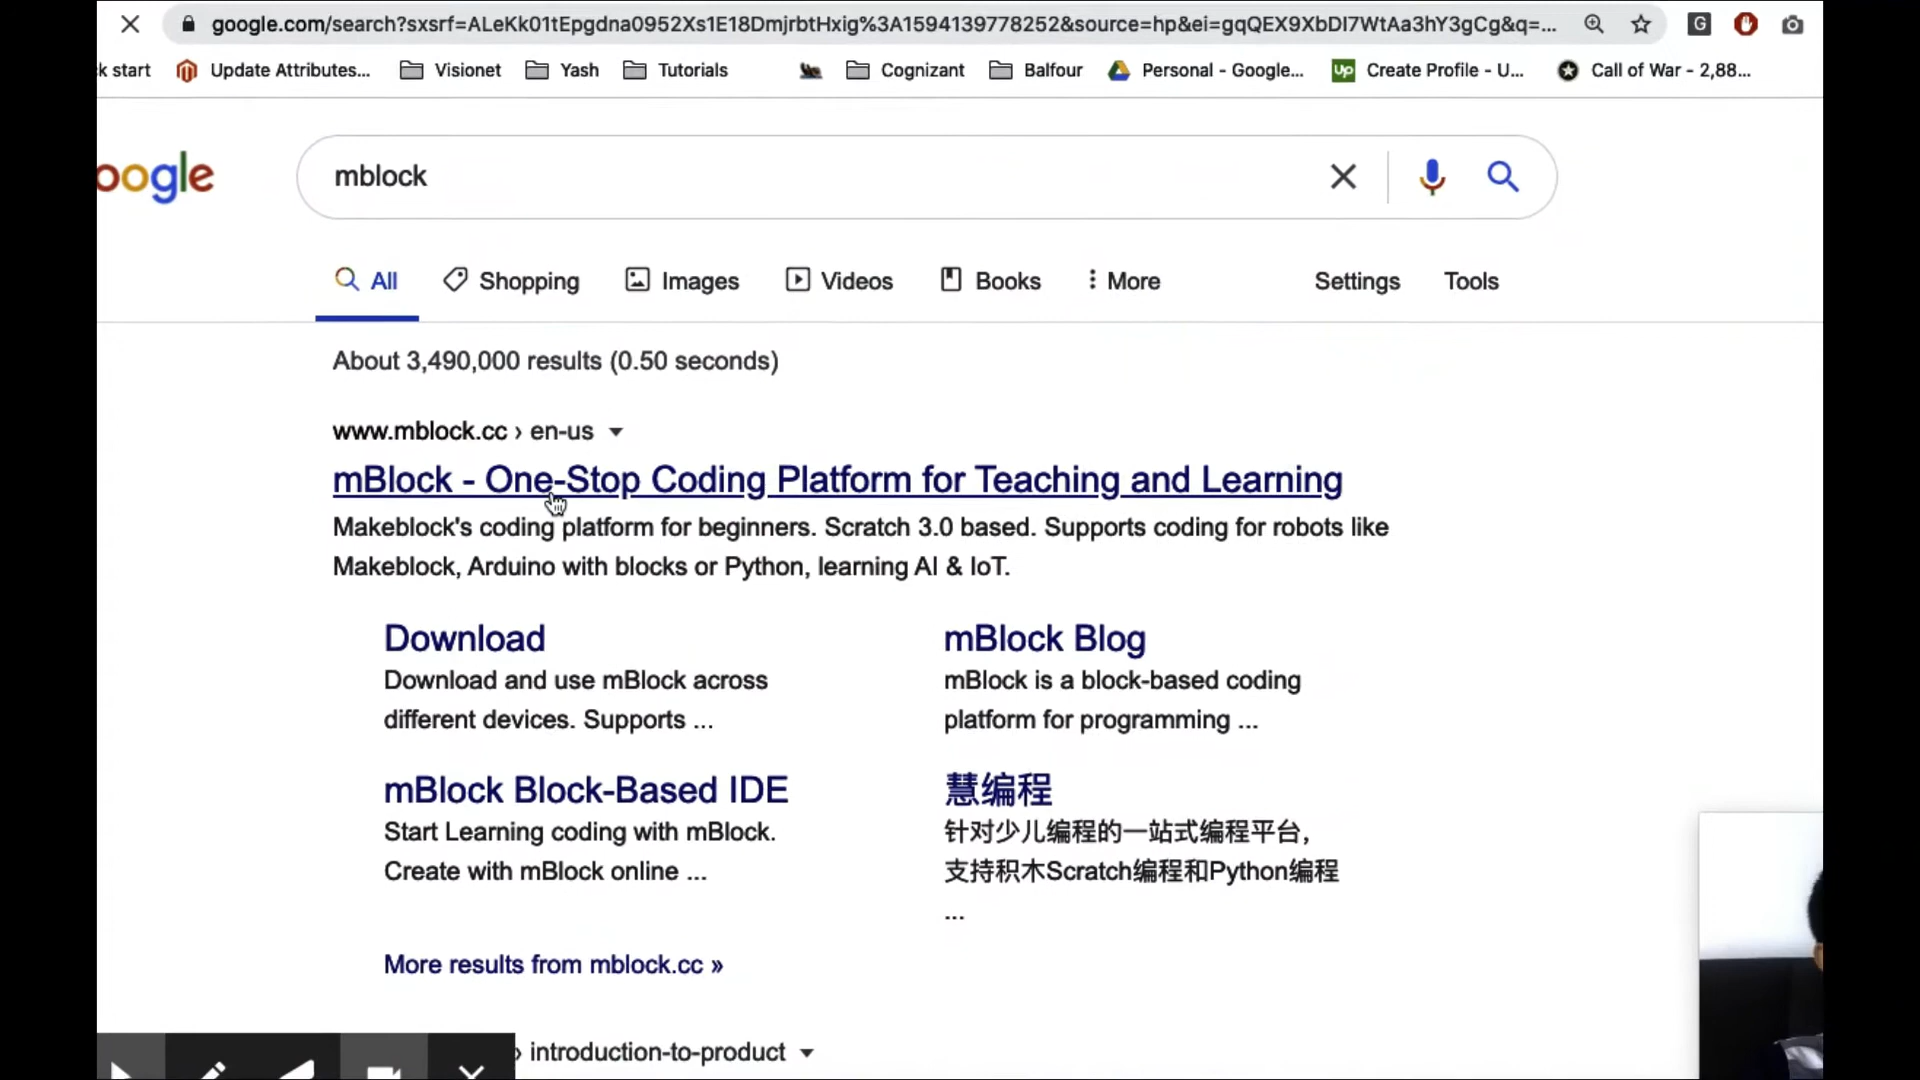 google.com/search?sxsrf=ALeKk01tEpgdna0952Xs1E18DmjrbtHxig%3A1594139778252&source=hp&ei=gqQEX9XbDI7WtAa3hY3gCg&q=...
k start Update Attributes... Visionet Yash Tutorials Cognizant Balfour Personal - Google... Up Create Profile - U... Call of War - 2,88...
oogle mblock
All Shopping Images Videos Books More Settings Tools
About 3,490,000 results (0.50 seconds)
www.mblock.cc › en-us
mBlock - One-Stop Coding Platform for Teaching and Learning
Makeblock's coding platform for beginners. Scratch 3.0 based. Supports coding for robots like
Makeblock, Arduino with blocks or Python, learning AI & IoT.
Download
Download and use mBlock across
different devices. Supports ...
mBlock Blog
mBlock is a block-based coding
platform for programming ...
mBlock Block-Based IDE
Start Learning coding with mBlock.
Create with mBlock online ...
慧编程
针对少儿编程的一站式编程平台,
支持积木Scratch编程和Python编程
...
More results from mblock.cc »
› introduction-to-product